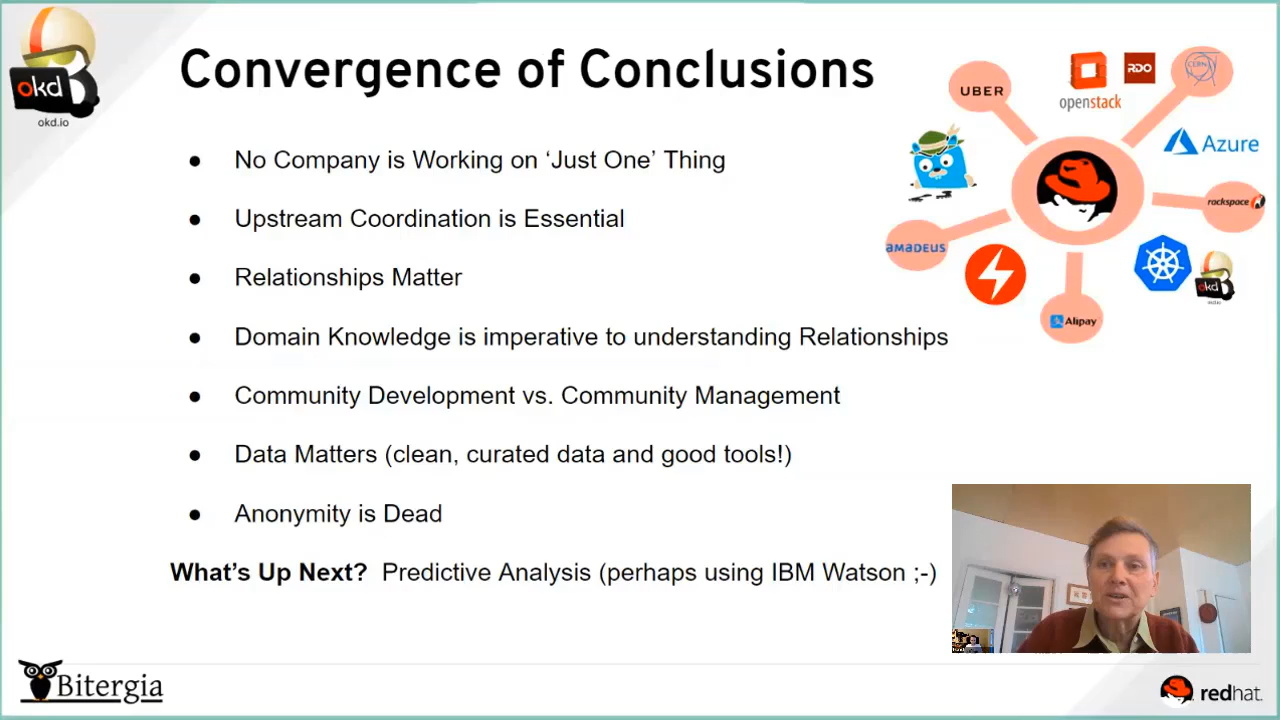 okd
okd.io
Convergence of Conclusions
● No Company is Working on ‘Just One’ Thing
● Upstream Coordination is Essential
● Relationships Matter
● Domain Knowledge is imperative to understanding Relationships
● Community Development vs. Community Management
● Data Matters (clean, curated data and good tools!)
● Anonymity is Dead
What’s Up Next? Predictive Analysis (perhaps using IBM Watson ;-)
UBER
openstack
RDO
CERN
Azure
rackspace
amadeus
okd
Alipay
Bitergia
redhat.